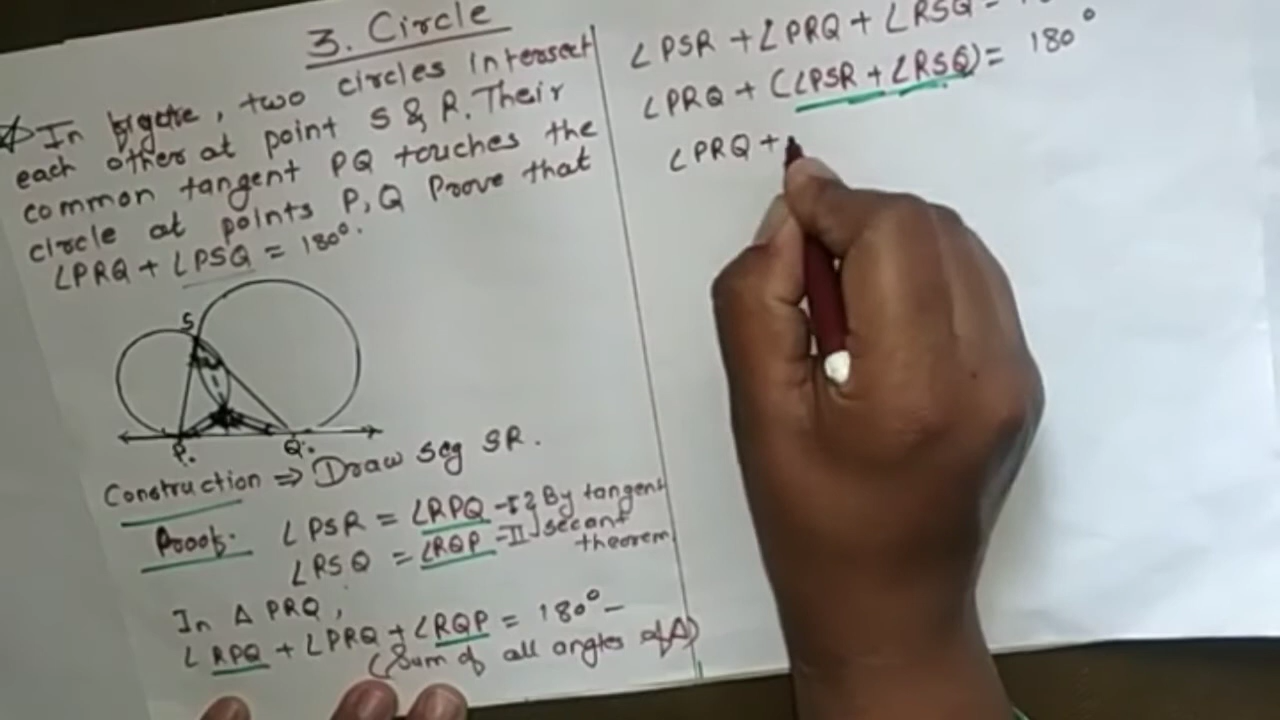 3. Circle
In figure, two circles intersect
each other at point S & R. Their
common tangent PQ touches the
circle at points P, Q Prove that
∠PRQ + ∠PSQ = 180°.
S
P. Q.
Construction ⇒ Draw seg SR.
Proof:- ∠PSR = ∠RPQ -I } By tangent
∠RSQ = ∠RQP -II secant
theorem
In Δ PRQ,
∠RPQ + ∠PRQ + ∠RQP = 180° -
(Sum of all angles of Δ)
∠PSR + ∠PRQ + ∠RSQ =
∠PRQ + (∠PSR + ∠RSQ) = 180°
∠PRQ +